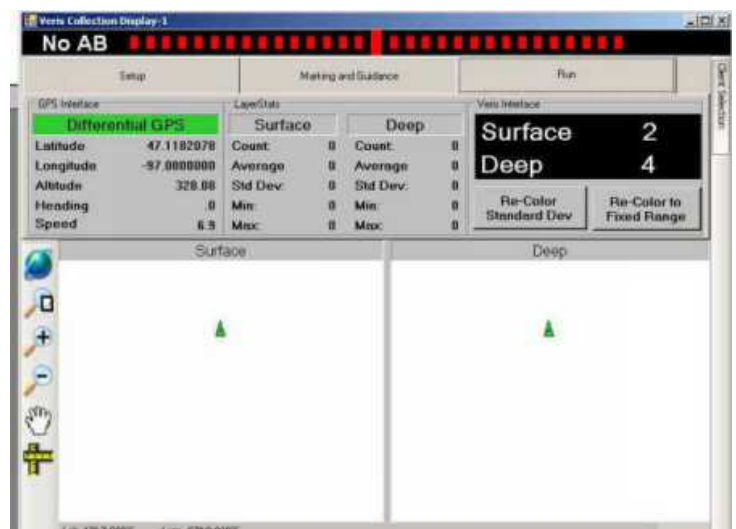 Veris Collection Display-1
No AB
Setup
Marking and Guidance
Run
Client Selection
GPS Interface
Differential GPS
Latitude 47.1182078
Longitude -97.0000000
Altitude 328.08
Heading .0
Speed 6.9
LayerStats
Surface Deep
Count: 0 Count: 0
Average 0 Average 0
Std Dev: 0 Std Dev: 0
Min: 0 Min: 0
Max: 0 Max: 0
Veris Interface
Surface 2
Deep 4
Re-Color Standard Dev
Re-Color to Fixed Range
Surface
Deep